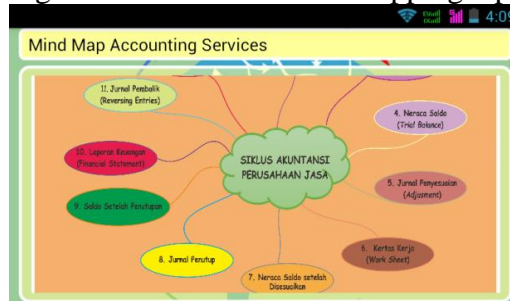 4:09
Mind Map Accounting Services
11. Jurnal Pembalik
(Reversing Entries)
4. Neraca Saldo
(Trial Balance)
10. Laporan Keuangan
(Financial Statement)
SIKLUS AKUNTANSI
PERUSAHAAN JASA
5. Jurnal Penyesuaian
(Adjusment)
9. Saldo Setelah Penutupan
8. Jurnal Penutup
6. Kertas Kerja
(Work Sheet)
7. Neraca Saldo setelah
Disesuaikan